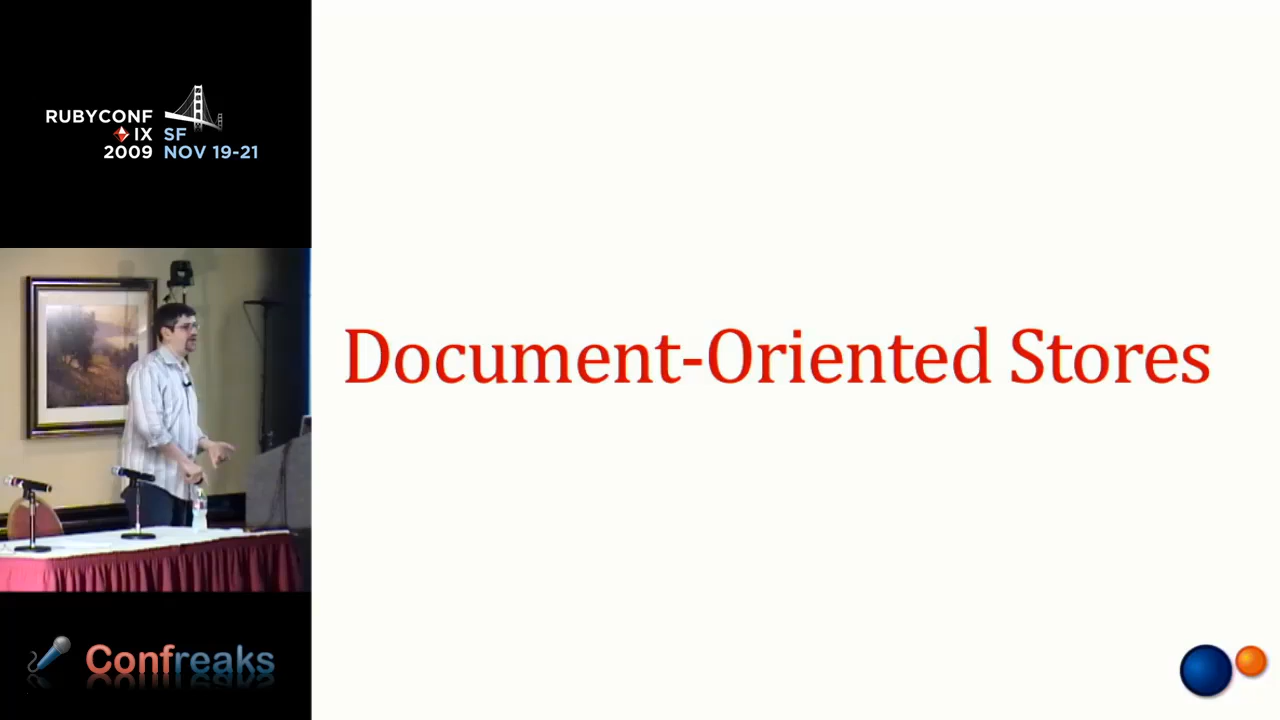 RUBYCONF
IX SF
2009 NOV 19-21
Document-Oriented Stores
Confreaks